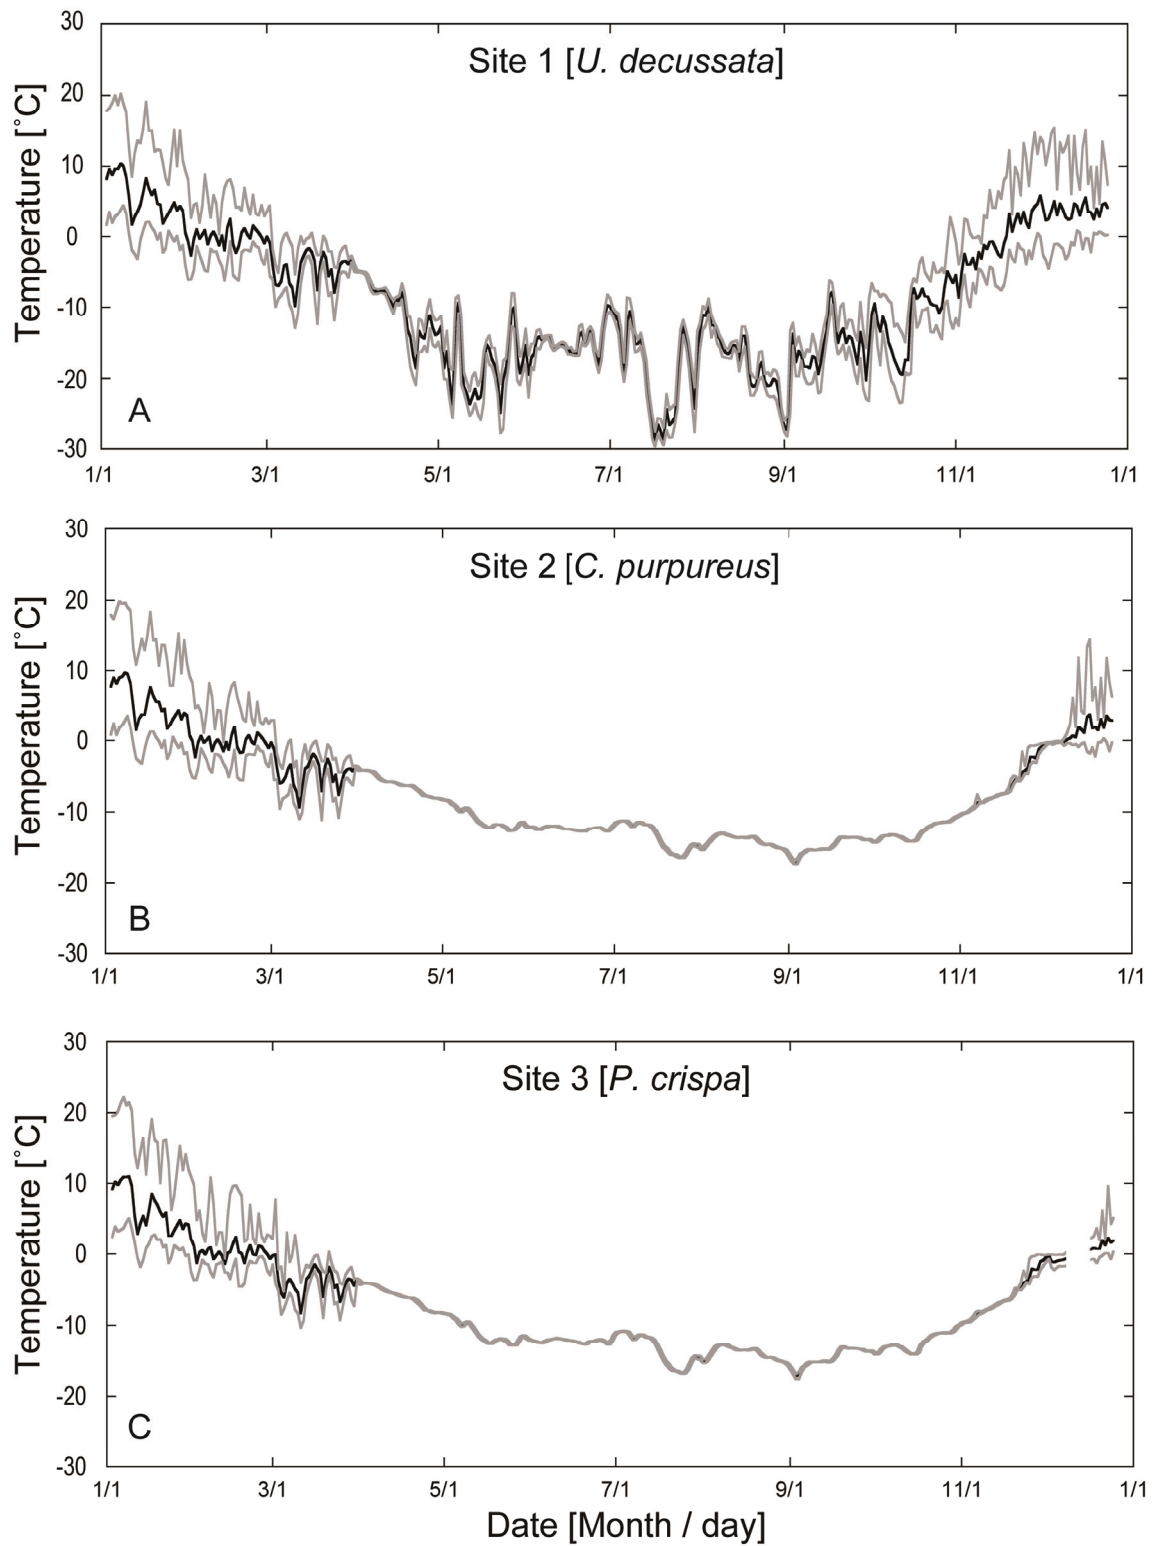 Site 1 [U. decussata]
Temperature [˚C]
30
20
10
0
-10
-20
-30
A
1/1 3/1 5/1 7/1 9/1 11/1 1/1
Site 2 [C. purpureus]
Temperature [˚C]
30
20
10
0
-10
-20
-30
B
1/1 3/1 5/1 7/1 9/1 11/1 1/1
Site 3 [P. crispa]
Temperature [˚C]
30
20
10
0
-10
-20
-30
C
1/1 3/1 5/1 7/1 9/1 11/1 1/1
Date [Month / day]